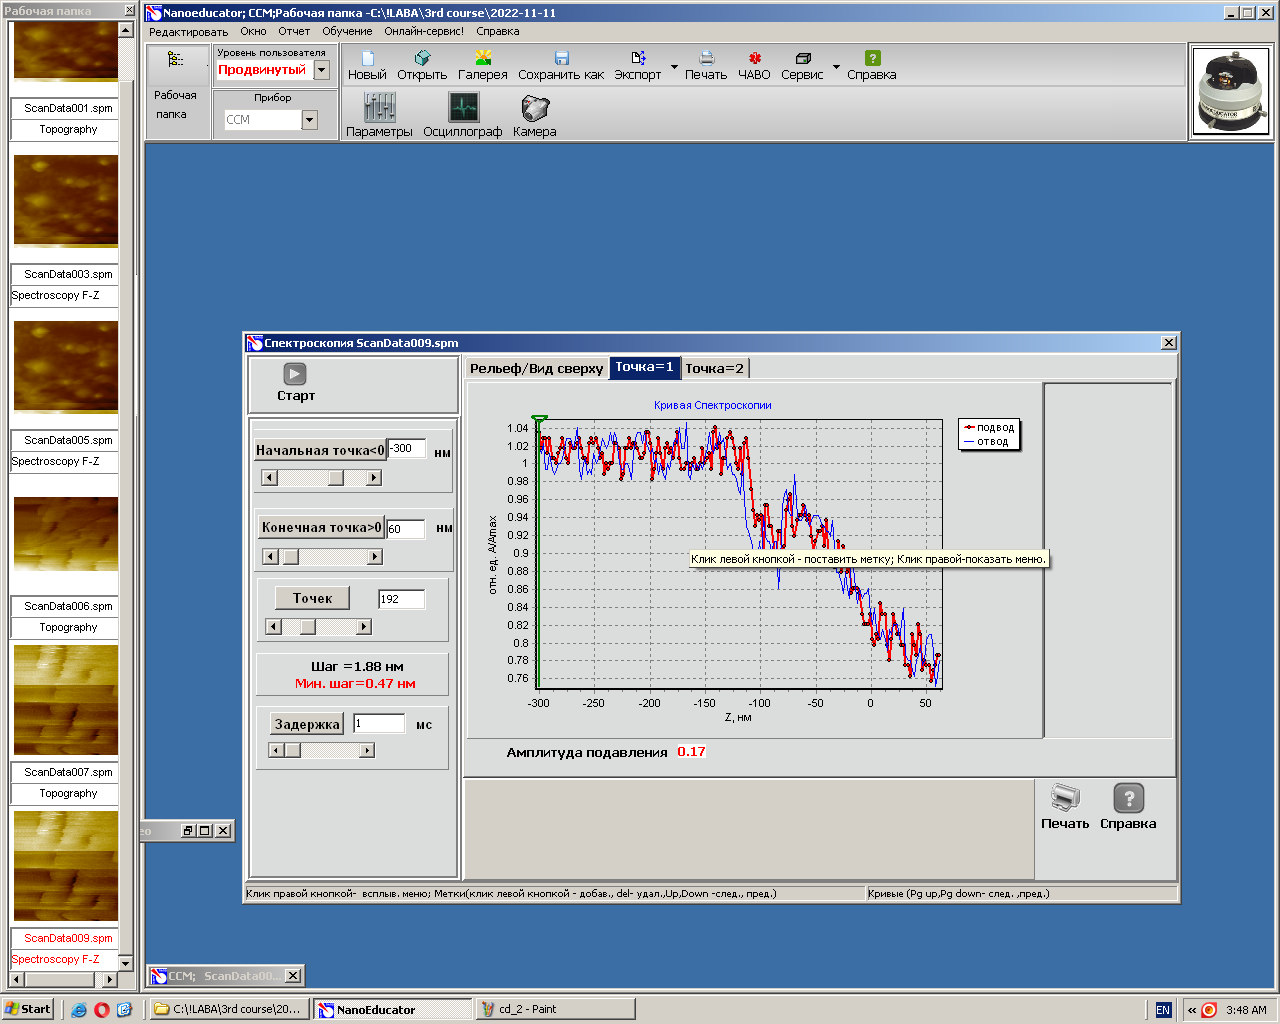 Рабочая папка
ScanData001.spm
Topography
ScanData003.spm
Spectroscopy F-Z
ScanData005.spm
Spectroscopy F-Z
ScanData006.spm
Topography
ScanData007.spm
Topography
ScanData009.spm
Spectroscopy F-Z
Nanoeducator; ССМ;Рабочая папка -C:\!LABA\3rd course\2022-11-11
Редактировать Окно Отчет Обучение Онлайн-сервис! Справка
Рабочая
папка
Уровень пользователя
Продвинутый
Прибор
ССМ
Новый Открыть Галерея Сохранить как Экспорт Печать ЧАВО Сервис Справка
Параметры Осциллограф Камера
Спектроскопия ScanData009.spm
Старт
Начальная точка<0 -300 нм
Конечная точка>0 60 нм
Точек 192
Шаг =1.88 нм
Мин. шаг=0.47 нм
Задержка 1 мс
Рельеф/Вид сверху Точка=1 Точка=2
Кривая Спектроскопии
подвод
отвод
отн. ед. A/Amax
1.04
1.02
1
0.98
0.96
0.94
0.92
0.9
0.88
0.86
0.84
0.82
0.8
0.78
0.76
-300 -250 -200 -150 -100 -50 0 50
Z, нм
Клик левой кнопкой - поставить метку; Клик правой-показать меню.
Амплитуда подавления 0.17
Печать Справка
Клик правой кнопкой- всплыв. меню; Метки(клик левой кнопкой - добав., del- удал.,Up,Down -след., пред.)
Кривые (Pg up,Pg down- след. ,пред.)
ео
ССМ; ScanData00...
Start C:\!LABA\3rd course\20... NanoEducator cd_2 - Paint EN « 3:48 AM